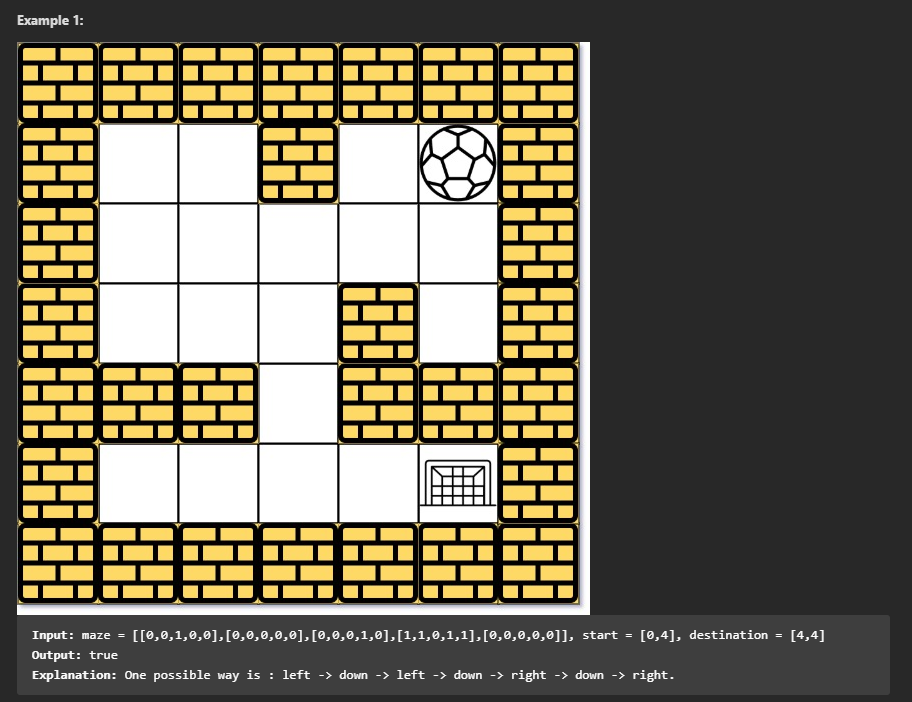 Example 1:
Input: maze = [[0,0,1,0,0],[0,0,0,0,0],[0,0,0,1,0],[1,1,0,1,1],[0,0,0,0,0]], start = [0,4], destination = [4,4]
Output: true
Explanation: One possible way is : left -> down -> left -> down -> right -> down -> right.